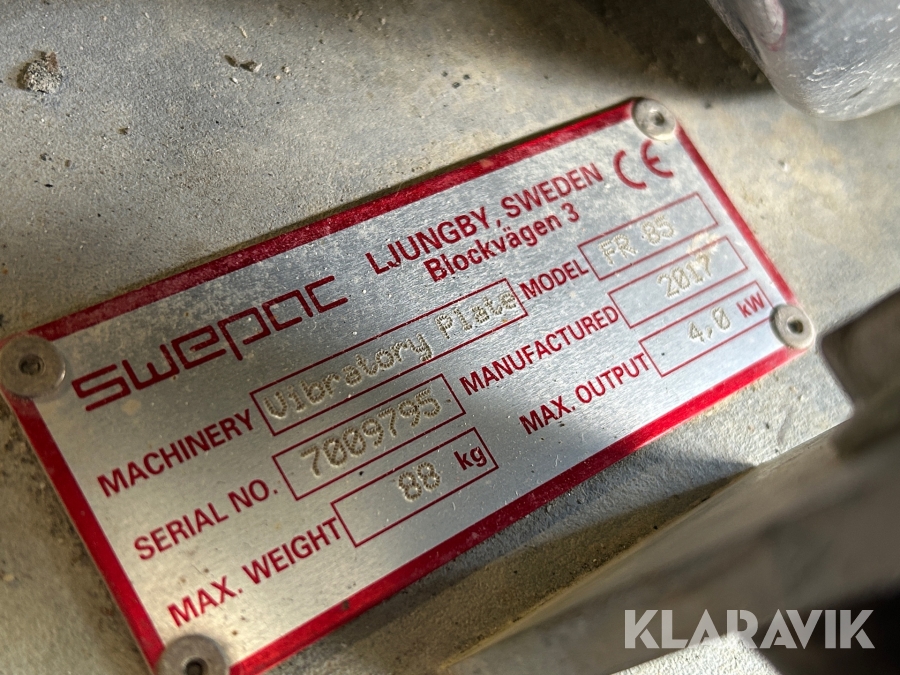 swepac LJUNGBY, SWEDEN CE
Blockvägen 3
MACHINERY Vibratory Plate MODEL FR 85
SERIAL NO. 7009795 MANUFACTURED 2017
MAX. WEIGHT 88 kg MAX. OUTPUT 4,0 kW
KLARAVIK